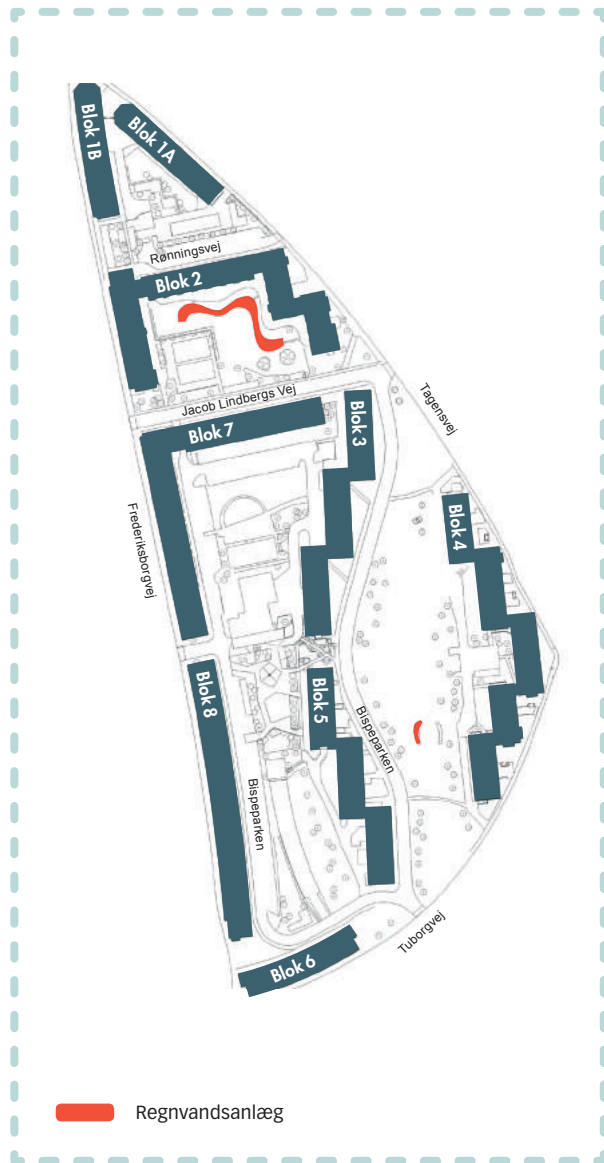 Blok 1B
Blok 1A
Rønningsvej
Blok 2
Jacob Lindbergs Vej
Blok 7
Blok 3
Tagensvej
Frederiksborgvej
Blok 4
Blok 5
Blok 8
Bispeparken
Bispeparken
Tuborgvej
Blok 6
Regnvandsanlæg